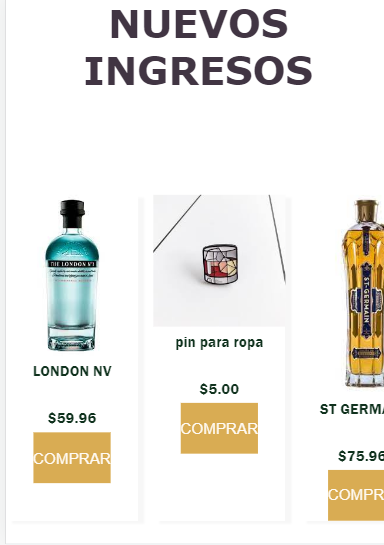 NUEVOS
INGRESOS
THE LONDON Nº1
ST-GERMAIN
pin para ropa
LONDON NV
$5.00
ST GERMA
$59.96
COMPRAR
COMPRAR
$75.96
COMPR